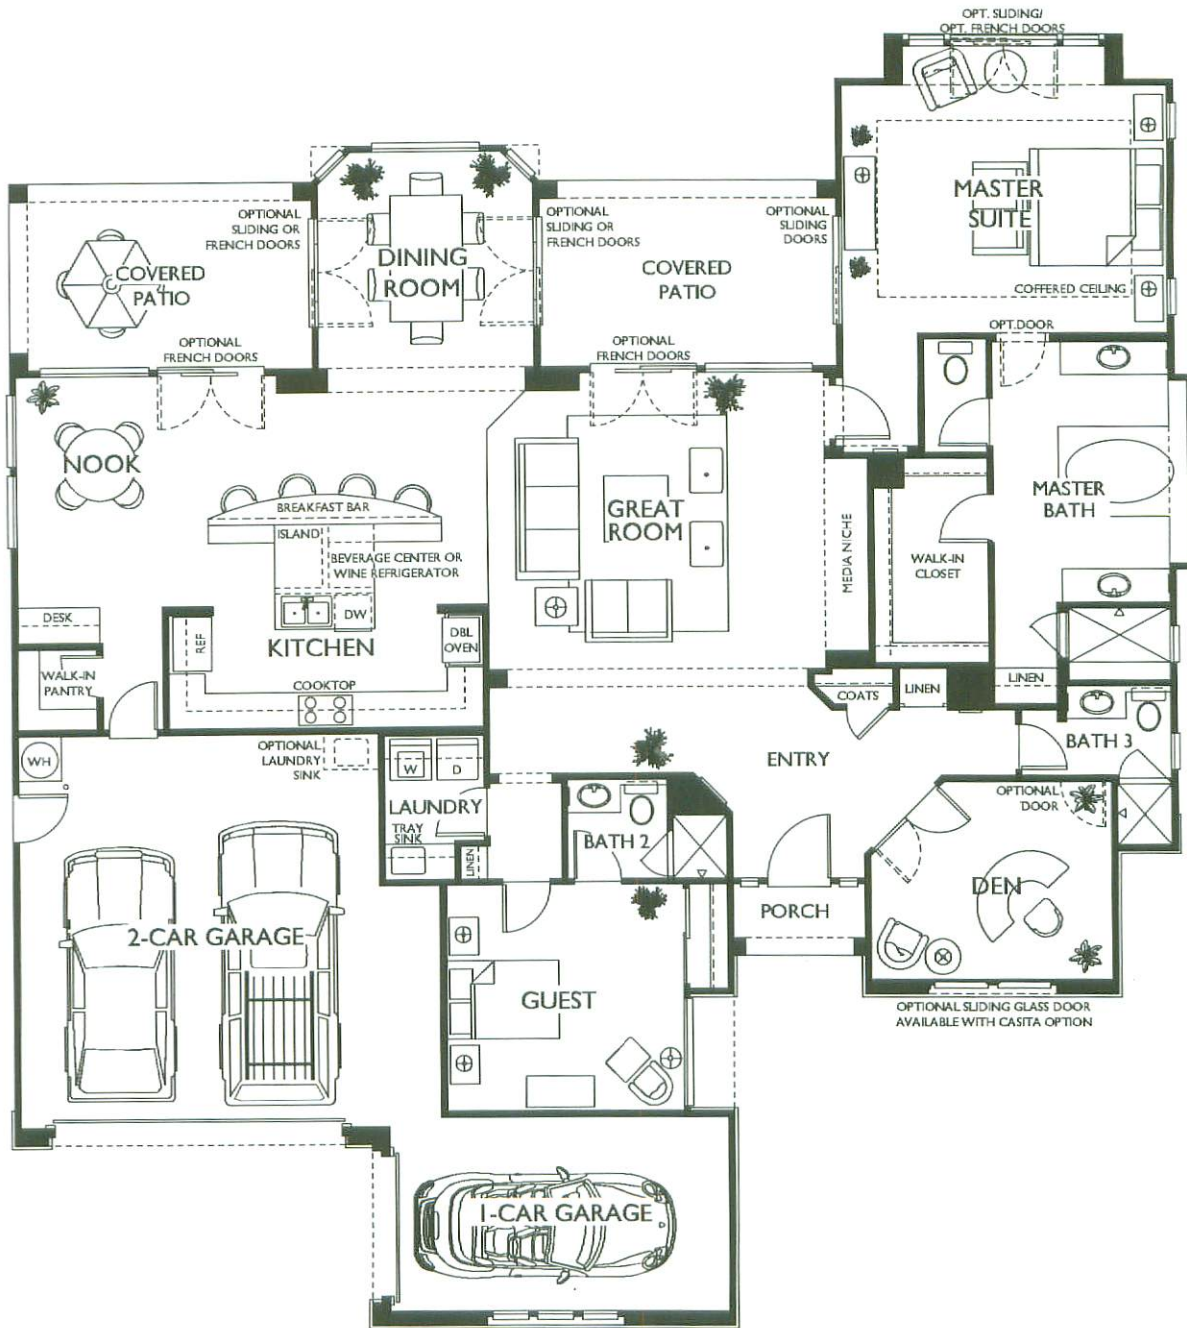 OPT. SLIDING/
OPT. FRENCH DOORS
MASTER
SUITE
COFFERED CEILING
OPT. DOOR
OPTIONAL
SLIDING OR
FRENCH DOORS
COVERED
PATIO
OPTIONAL
FRENCH DOORS
DINING
ROOM
OPTIONAL
SLIDING OR
FRENCH DOORS
OPTIONAL
SLIDING
DOORS
COVERED
PATIO
OPTIONAL
FRENCH DOORS
NOOK
BREAKFAST BAR
ISLAND
BEVERAGE CENTER OR
WINE REFRIGERATOR
DW
DESK
REF
KITCHEN
DBL
OVEN
WALK-IN
PANTRY
COOKTOP
GREAT
ROOM
MEDIA NICHE
WALK-IN
CLOSET
MASTER
BATH
COATS
LINEN
LINEN
BATH 3
ENTRY
WH
OPTIONAL
LAUNDRY
SINK
W
D
LAUNDRY
TRAY
SINK
LINEN
BATH 2
OPTIONAL
DOOR
DEN
PORCH
2-CAR GARAGE
GUEST
OPTIONAL SLIDING GLASS DOOR
AVAILABLE WITH CASITA OPTION
1-CAR GARAGE